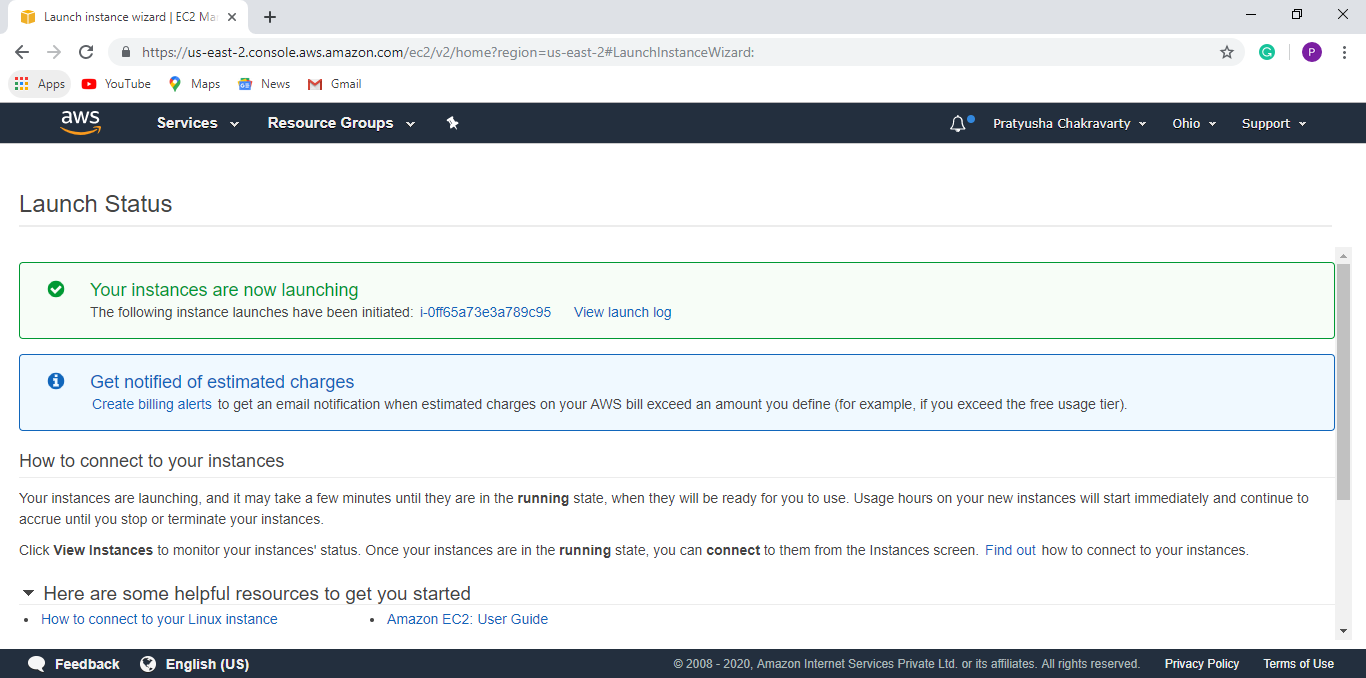 Launch instance wizard | EC2 Ma
https://us-east-2.console.aws.amazon.com/ec2/v2/home?region=us-east-2#LaunchInstanceWizard:
P
Apps YouTube Maps News Gmail
aws Services Resource Groups Pratyusha Chakravarty Ohio Support
Launch Status
Your instances are now launching
The following instance launches have been initiated: i-0ff65a73e3a789c95 View launch log
Get notified of estimated charges
Create billing alerts to get an email notification when estimated charges on your AWS bill exceed an amount you define (for example, if you exceed the free usage tier).
How to connect to your instances
Your instances are launching, and it may take a few minutes until they are in the running state, when they will be ready for you to use. Usage hours on your new instances will start immediately and continue to
accrue until you stop or terminate your instances.
Click View Instances to monitor your instances' status. Once your instances are in the running state, you can connect to them from the Instances screen. Find out how to connect to your instances.
Here are some helpful resources to get you started
• How to connect to your Linux instance • Amazon EC2: User Guide
Feedback English (US) © 2008 - 2020, Amazon Internet Services Private Ltd. or its affiliates. All rights reserved. Privacy Policy Terms of Use